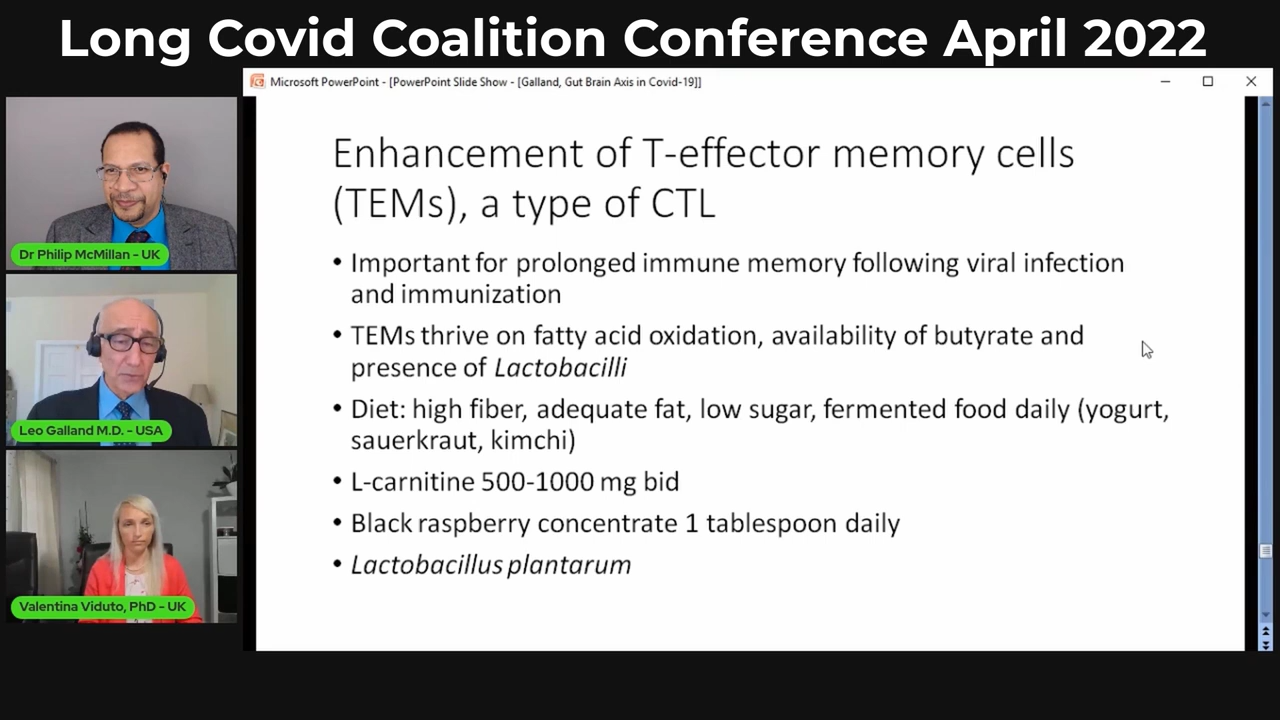 Long Covid Coalition Conference April 2022
Microsoft PowerPoint - [PowerPoint Slide Show - [Galland, Gut Brain Axis in Covid-19]]
Dr Philip McMillan - UK
Leo Galland M.D. - USA
Valentina Viduto, PhD - UK
Enhancement of T-effector memory cells
(TEMs), a type of CTL
• Important for prolonged immune memory following viral infection
and immunization
• TEMs thrive on fatty acid oxidation, availability of butyrate and
presence of Lactobacilli
• Diet: high fiber, adequate fat, low sugar, fermented food daily (yogurt,
sauerkraut, kimchi)
• L-carnitine 500-1000 mg bid
• Black raspberry concentrate 1 tablespoon daily
• Lactobacillus plantarum